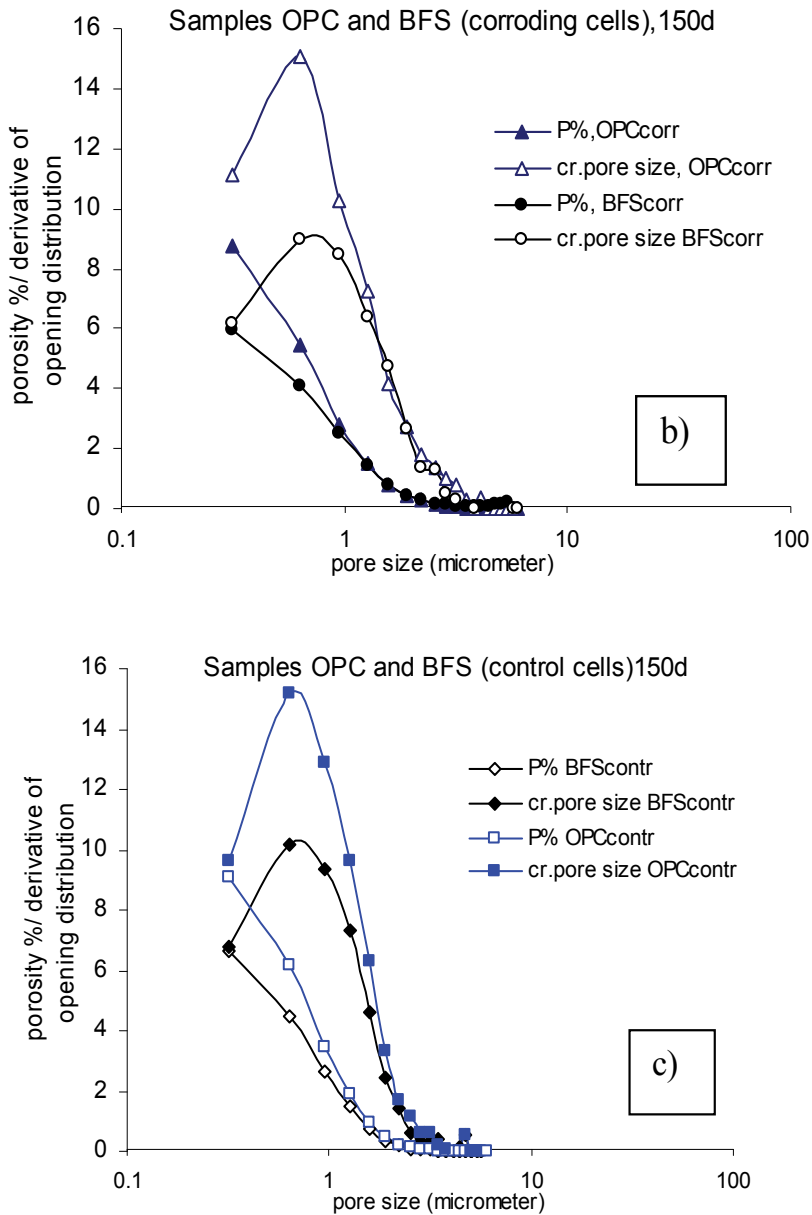 Samples OPC and BFS (corroding cells),150d
porosity %/ derivative of
opening distribution
16
14
12
10
8
6
4
2
0
P%,OPCcorr
cr.pore size, OPCcorr
P%, BFScorr
cr.pore size BFScorr
b)
0.1 1 10 100
pore size (micrometer)
Samples OPC and BFS (control cells)150d
porosity %/ derivative of
opening distribution
16
14
12
10
8
6
4
2
0
P% BFScontr
cr.pore size BFScontr
P% OPCcontr
cr.pore size OPCcontr
c)
0.1 1 10 100
pore size (micrometer)